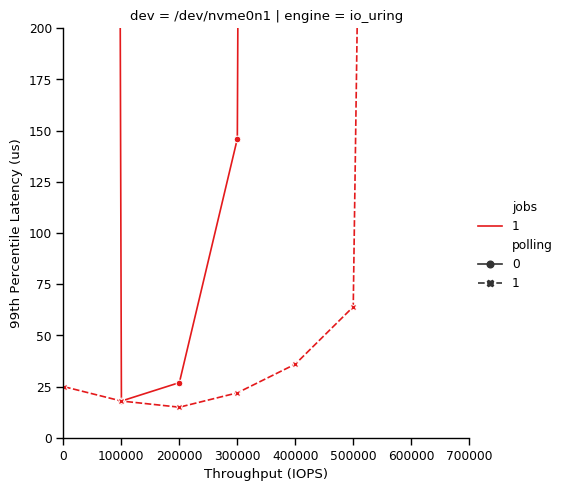 dev = /dev/nvme0n1 | engine = io_uring
200
175
150
125
100
75
50
25
0
99th Percentile Latency (us)
0 100000 200000 300000 400000 500000 600000 700000
Throughput (IOPS)
jobs
1
polling
0
1